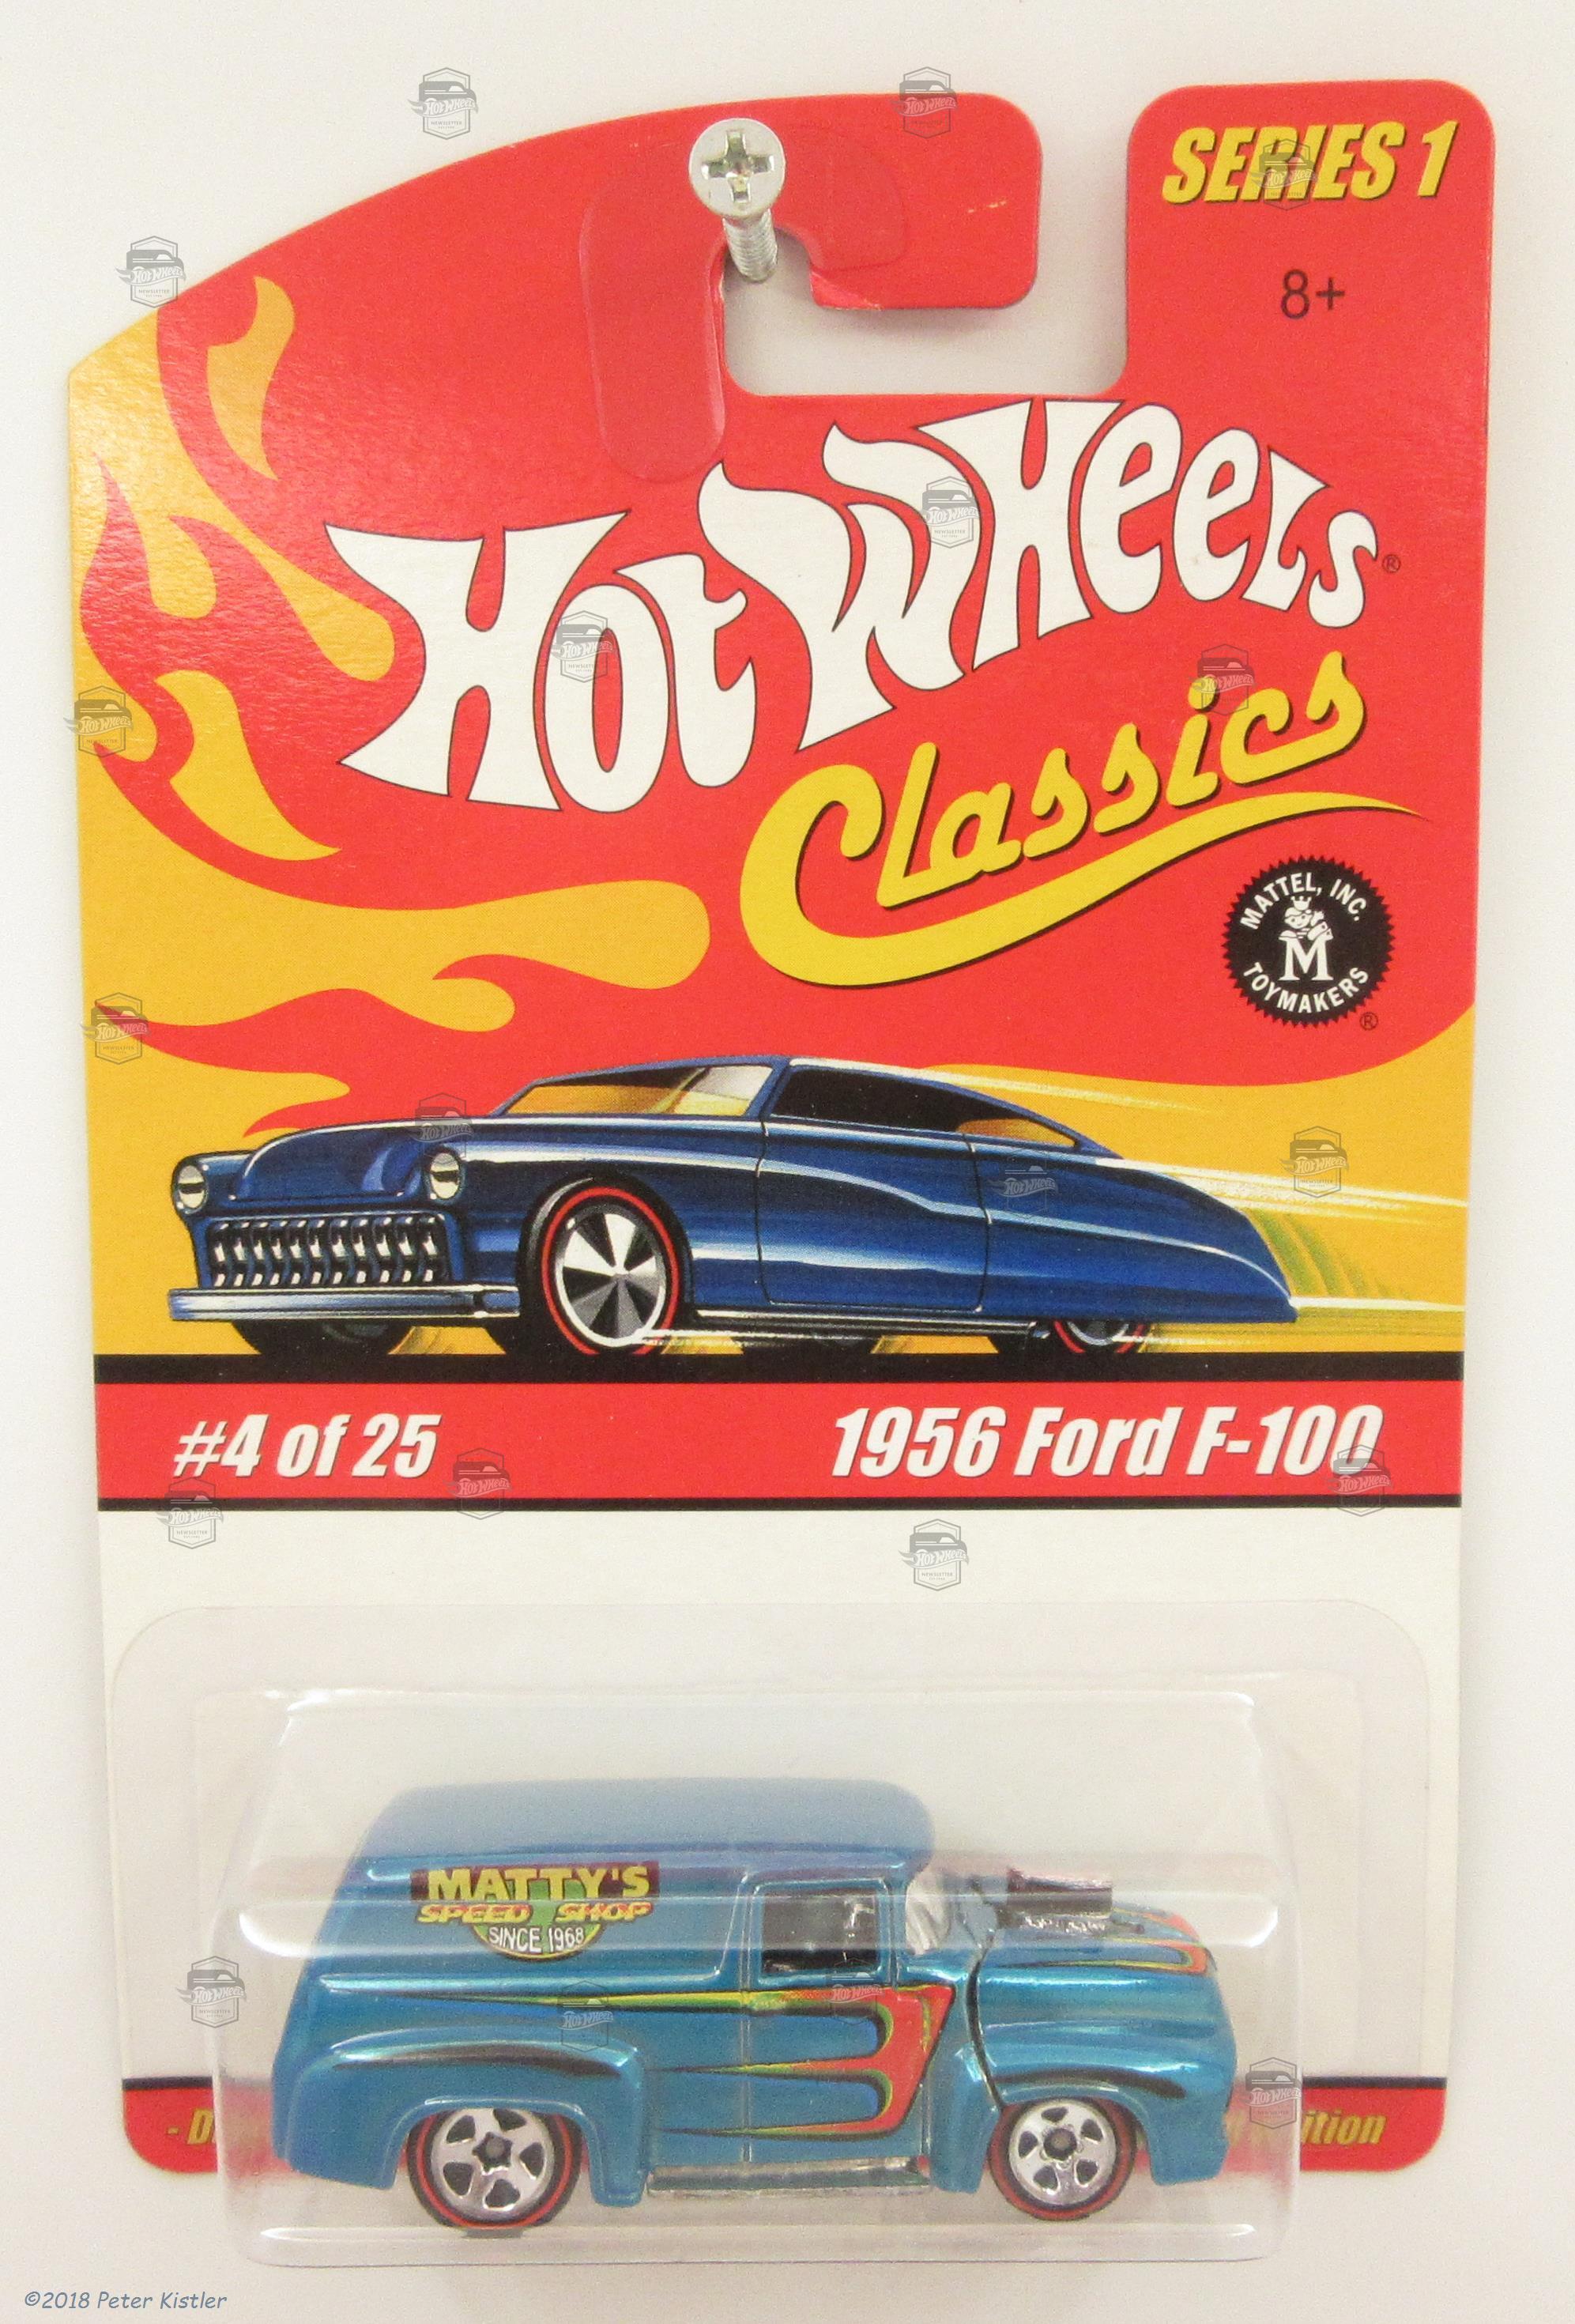 SERIES 1
8+
Hot Wheels®
Classics
MATTEL, INC.
M
TOYMAKERS
®
#4 of 25
1956 Ford F-100
MATTY'S
SPEED SHOP
SINCE 1968
©2018 Peter Kistler